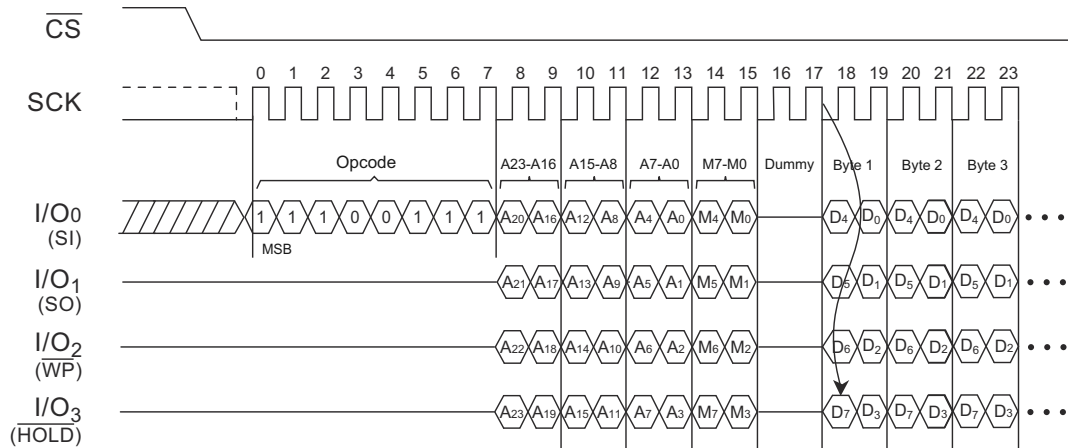 CS
0 1 2 3 4 5 6 7 8 9 10 11 12 13 14 15 16 17 18 19 20 21 22 23
SCK
Opcode A23-A16 A15-A8 A7-A0 M7-M0 Dummy Byte 1 Byte 2 Byte 3
I/O0 1 1 1 0 0 1 1 1 A20 A16 A12 A8 A4 A0 M4 M0 D4 D0 D4 D0 D4 D0 • • •
(SI)
MSB
I/O1 A21 A17 A13 A9 A5 A1 M5 M1 D5 D1 D5 D1 D5 D1 • • •
(SO)
I/O2 A22 A18 A14 A10 A6 A2 M6 M2 D6 D2 D6 D2 D6 D2 • • •
(WP)
I/O3 A23 A19 A15 A11 A7 A3 M7 M3 D7 D3 D7 D3 D7 D3 • • •
(HOLD)